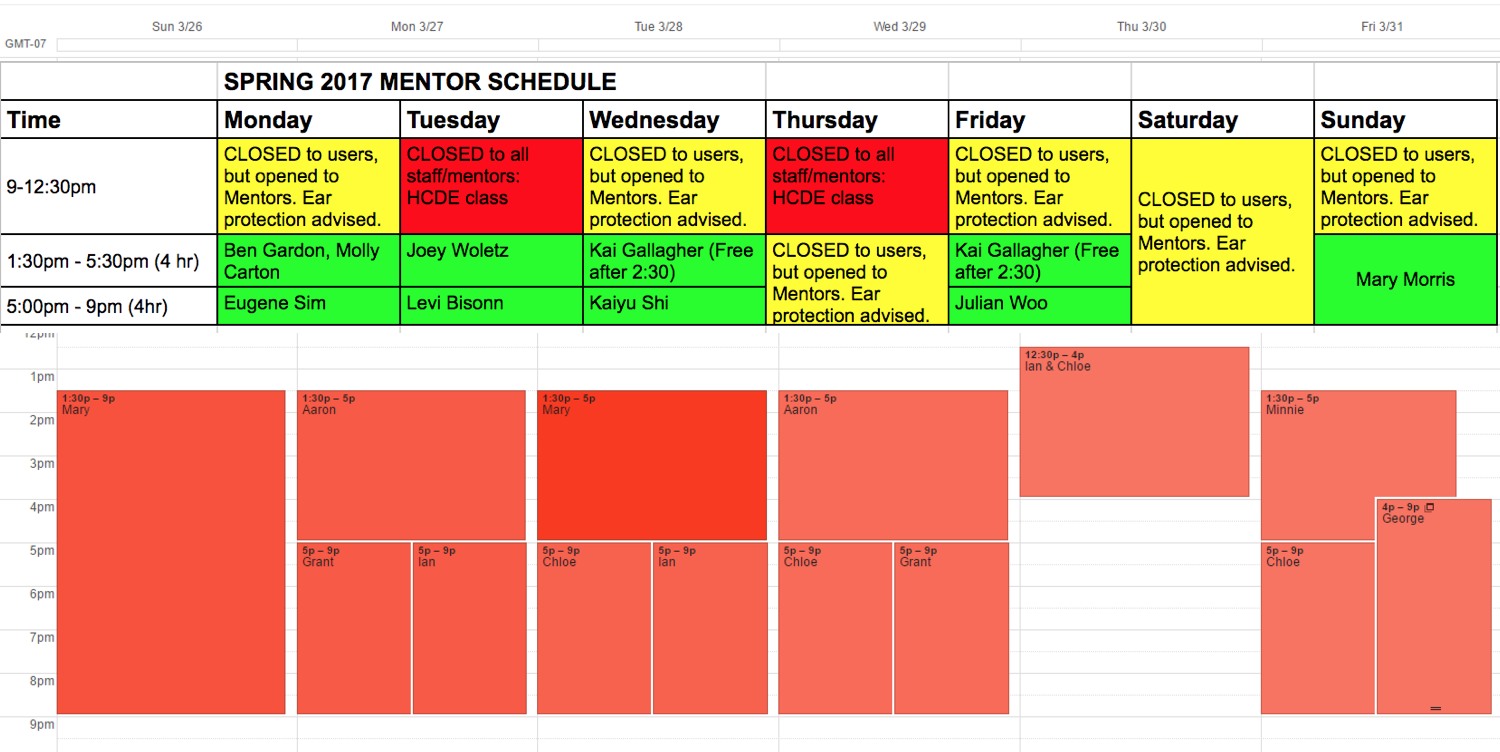 Sun 3/26 Mon 3/27 Tue 3/28 Wed 3/29 Thu 3/30 Fri 3/31
GMT-07
SPRING 2017 MENTOR SCHEDULE
Time Monday Tuesday Wednesday Thursday Friday Saturday Sunday
9-12:30pm
CLOSED to users,
but opened to
Mentors. Ear
protection advised.
CLOSED to all
staff/mentors:
HCDE class
CLOSED to users,
but opened to
Mentors. Ear
protection advised.
CLOSED to all
staff/mentors:
HCDE class
CLOSED to users,
but opened to
Mentors. Ear
protection advised.
CLOSED to users,
but opened to
Mentors. Ear
protection advised.
CLOSED to users,
but opened to
Mentors. Ear
protection advised.
1:30pm - 5:30pm (4 hr)
Ben Gardon, Molly
Carton
Joey Woletz
Kai Gallagher (Free
after 2:30)
CLOSED to users,
but opened to
Mentors. Ear
protection advised.
Kai Gallagher (Free
after 2:30)
Mary Morris
5:00pm - 9pm (4hr)
Eugene Sim
Levi Bisonn
Kaiyu Shi
Julian Woo
12pm
1pm
2pm
3pm
4pm
5pm
6pm
7pm
8pm
9pm
1:30p – 9p
Mary
1:30p – 5p
Aaron
5p – 9p
Grant
5p – 9p
Ian
1:30p – 5p
Mary
5p – 9p
Chloe
5p – 9p
Ian
1:30p – 5p
Aaron
5p – 9p
Chloe
5p – 9p
Grant
12:30p – 4p
Ian & Chloe
1:30p – 5p
Minnie
4p – 9p
George
5p – 9p
Chloe